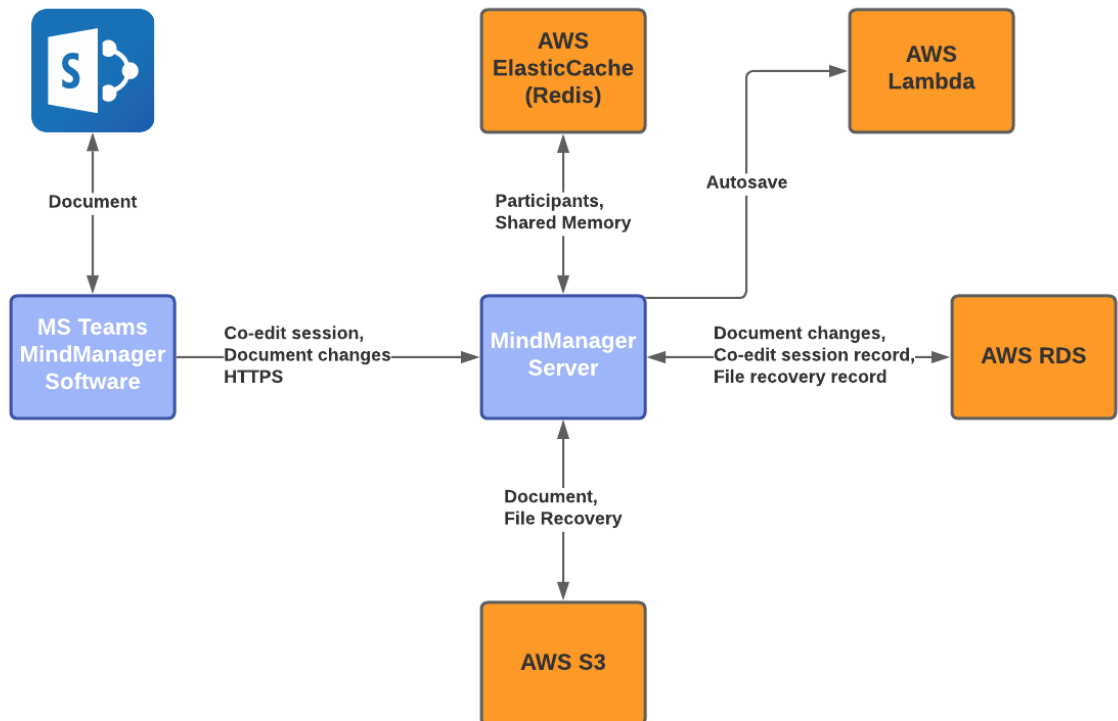 S
AWS
ElasticCache
(Redis)
AWS
Lambda
Document
Participants,
Shared Memory
Autosave
MS Teams
MindManager
Software
Co-edit session,
Document changes
HTTPS
MindManager
Server
Document changes,
Co-edit session record,
File recovery record
AWS RDS
Document,
File Recovery
AWS S3